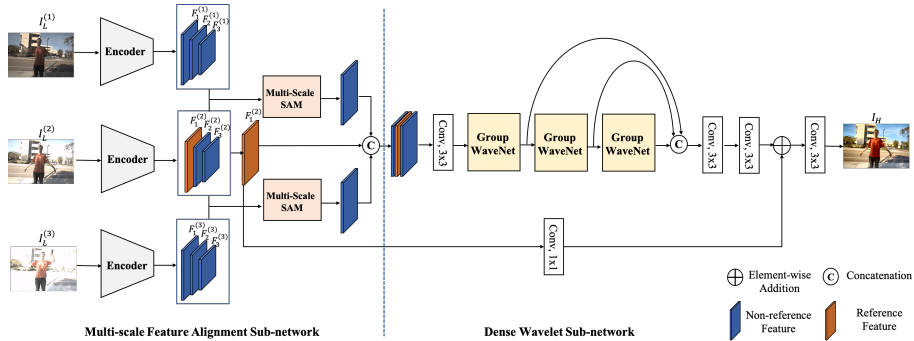 I_L^(1)
Encoder
F_1^(1)
F_2^(1)
F_3^(1)
Multi-Scale
SAM
I_L^(2)
Encoder
F_1^(2)
F_2^(2)
F_3^(2)
F_1^(2)
C
Multi-Scale
SAM
I_L^(3)
Encoder
F_1^(3)
F_2^(3)
F_3^(3)
Conv, 3x3
Group
WaveNet
Group
WaveNet
Group
WaveNet
C
Conv, 3x3
Conv, 3x3
Conv, 3x3
I_H
Conv, 1x1
Element-wise
Addition
C
Concatenation
Non-reference
Feature
Reference
Feature
Multi-scale Feature Alignment Sub-network
Dense Wavelet Sub-network